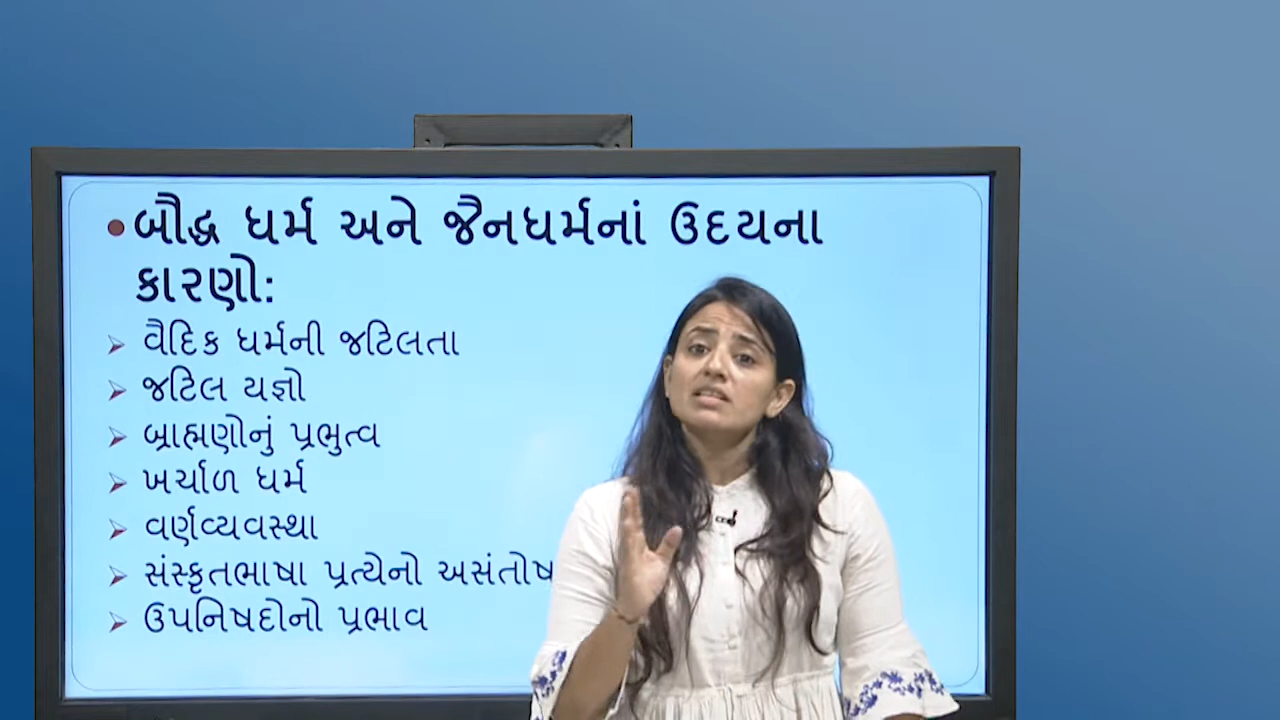 •બૌદ્ધ ધર્મ અને જૈનધર્મનાં ઉદયના
કારણો:
➢ વૈદિક ધર્મની જટિલતા
➢ જટિલ યજ્ઞો
➢ બ્રાહ્મણોનું પ્રભુત્વ
➢ ખર્ચાળ ધર્મ
➢ વર્ણવ્યવસ્થા
➢ સંસ્કૃતભાષા પ્રત્યેનો અસંતોષ
➢ ઉપનિષદોનો પ્રભાવ